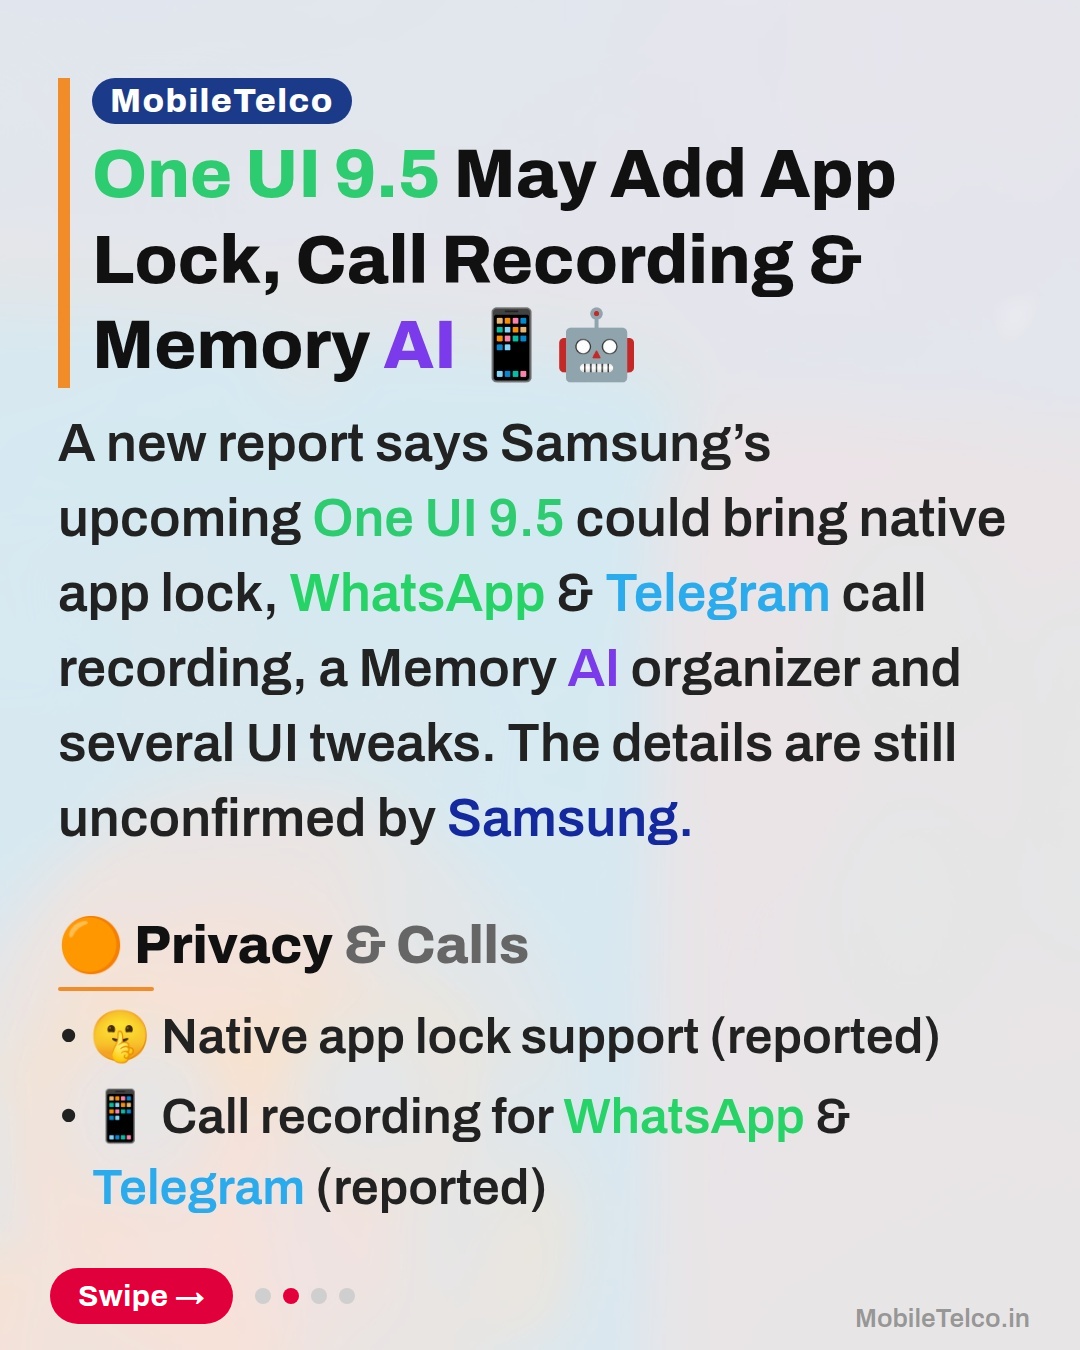 MobileTelco
One UI 9.5 May Add App
Lock, Call Recording &
Memory AI 📱 🤖
A new report says Samsung’s
upcoming One UI 9.5 could bring native
app lock, WhatsApp & Telegram call
recording, a Memory AI organizer and
several UI tweaks. The details are still
unconfirmed by Samsung.
🟠 Privacy & Calls
• 🤫 Native app lock support (reported)
• 📱 Call recording for WhatsApp &
Telegram (reported)
Swipe →
MobileTelco.in